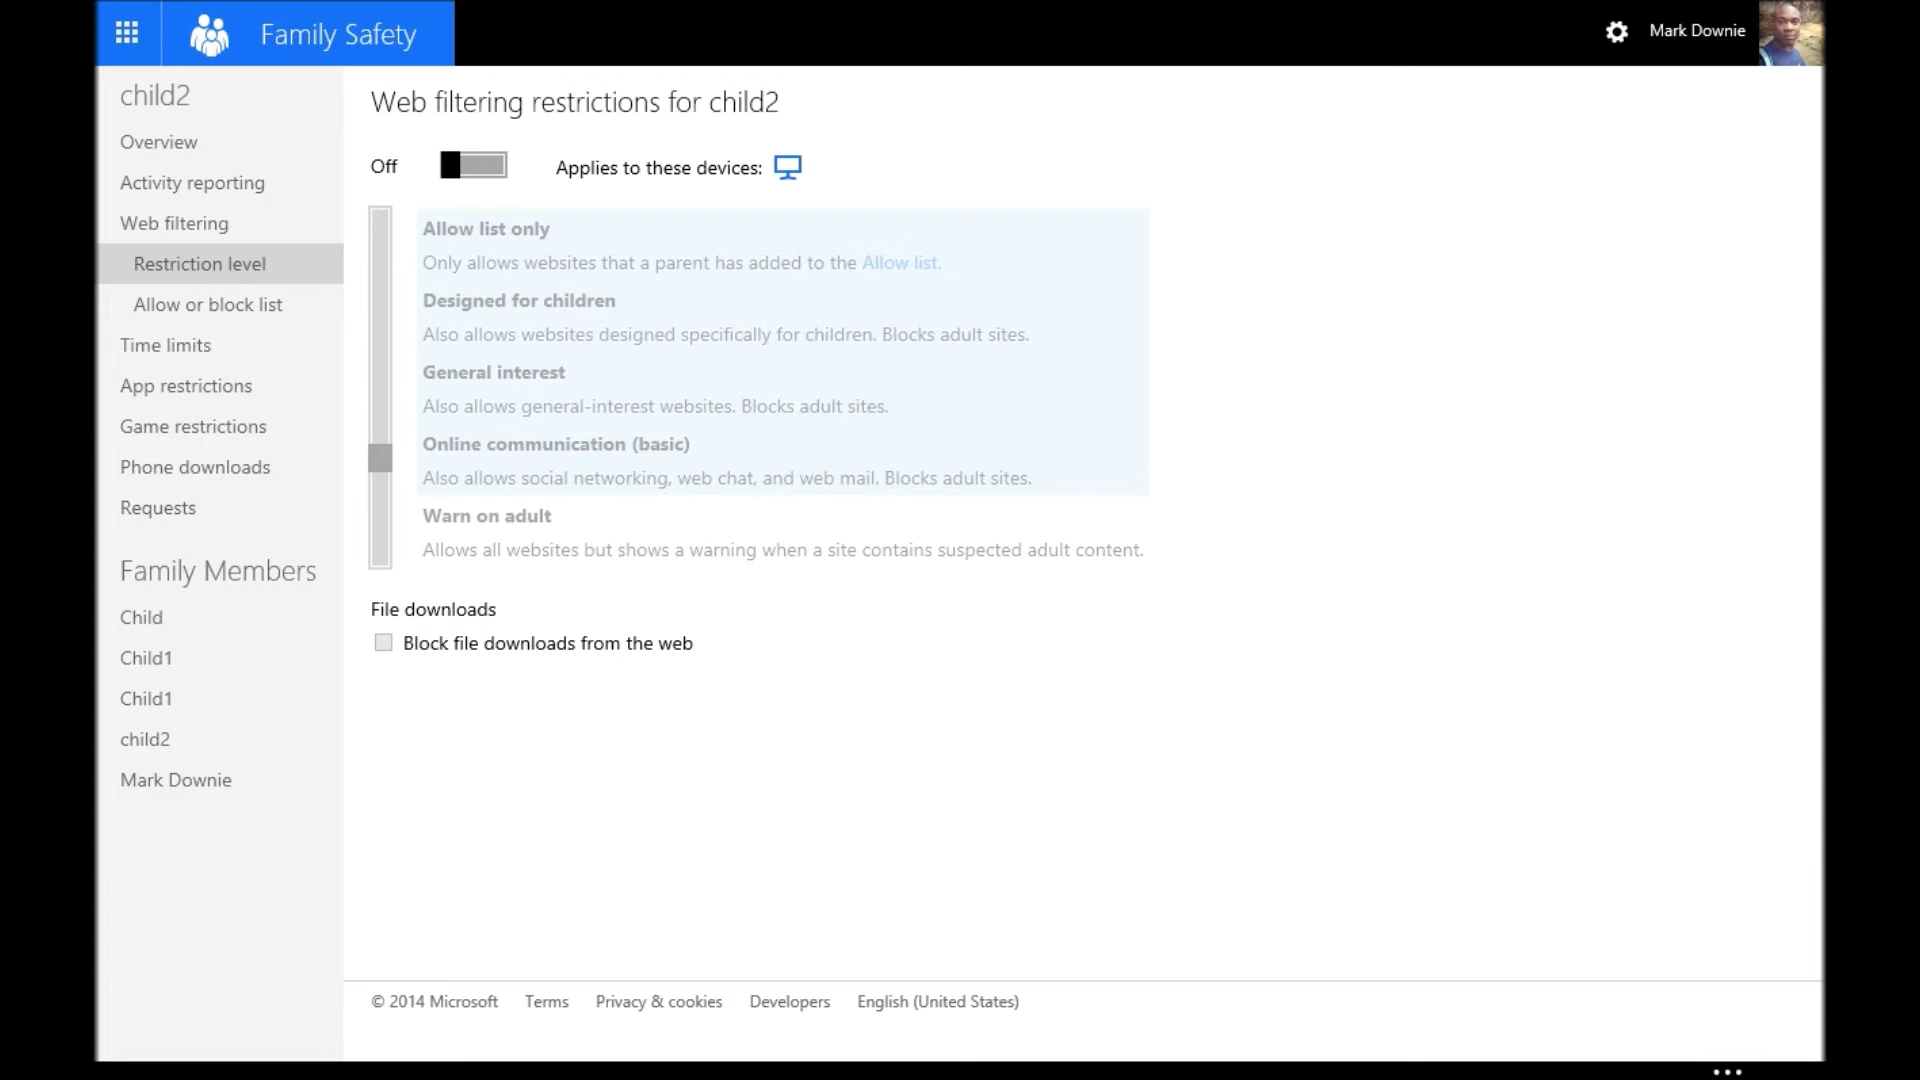 Family Safety
Mark Downie
child2
Overview
Activity reporting
Web filtering
Restriction level
Allow or block list
Time limits
App restrictions
Game restrictions
Phone downloads
Requests
Family Members
Child
Child1
Child1
child2
Mark Downie
Web filtering restrictions for child2
Off
Applies to these devices:
Allow list only
Only allows websites that a parent has added to the Allow list.
Designed for children
Also allows websites designed specifically for children. Blocks adult sites.
General interest
Also allows general-interest websites. Blocks adult sites.
Online communication (basic)
Also allows social networking, web chat, and web mail. Blocks adult sites.
Warn on adult
Allows all websites but shows a warning when a site contains suspected adult content.
File downloads
Block file downloads from the web
© 2014 Microsoft Terms Privacy & cookies Developers English (United States)